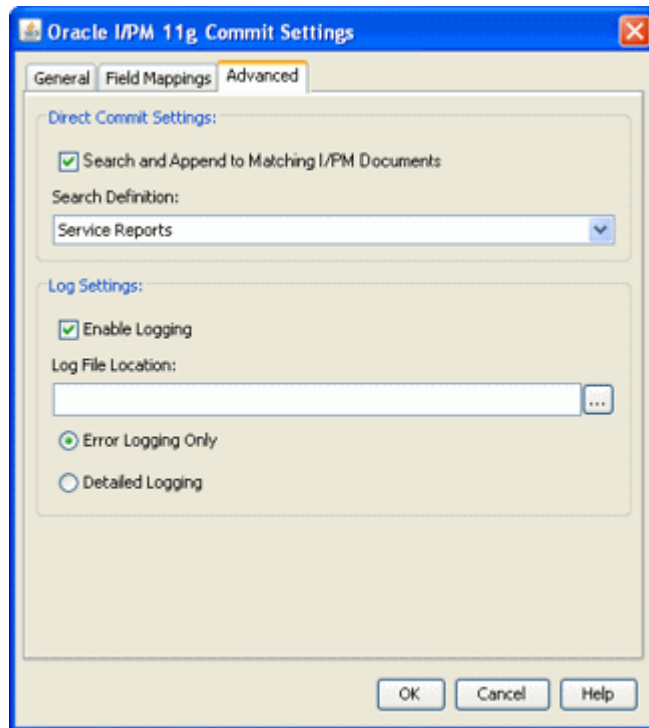 Oracle I/PM 11g Commit Settings
General Field Mappings Advanced
Direct Commit Settings:
Search and Append to Matching I/PM Documents
Search Definition:
Service Reports
Log Settings:
Enable Logging
Log File Location:
...
Error Logging Only
Detailed Logging
OK Cancel Help